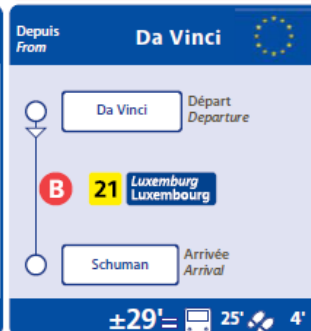 Depuis
From
Da Vinci
Da Vinci
Départ
Departure
B
21
Luxemburg
Luxembourg
Schuman
Arrivée
Arrival
±29'= 25' 4'